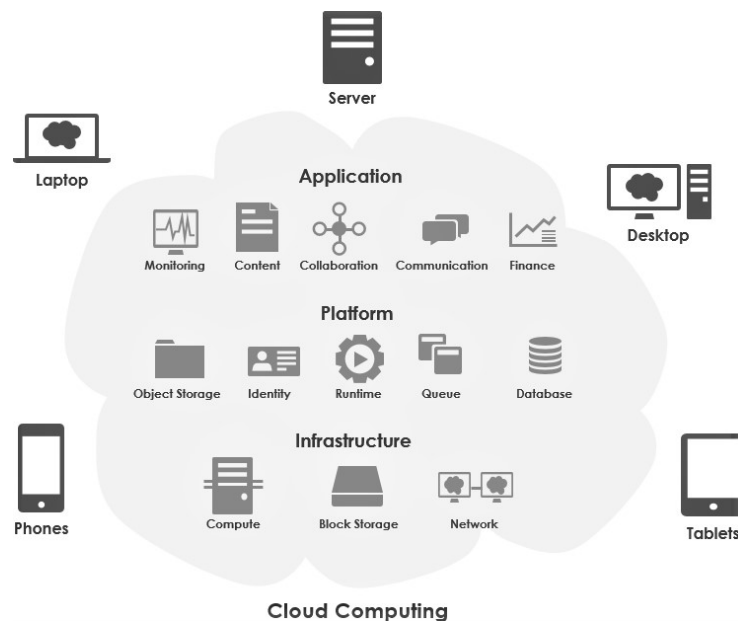 Server
Laptop
Application
Desktop
Monitoring Content Collaboration Communication Finance
Platform
Object Storage Identity Runtime Queue Database
Infrastructure
Phones
Compute Block Storage Network
Tablets
Cloud Computing